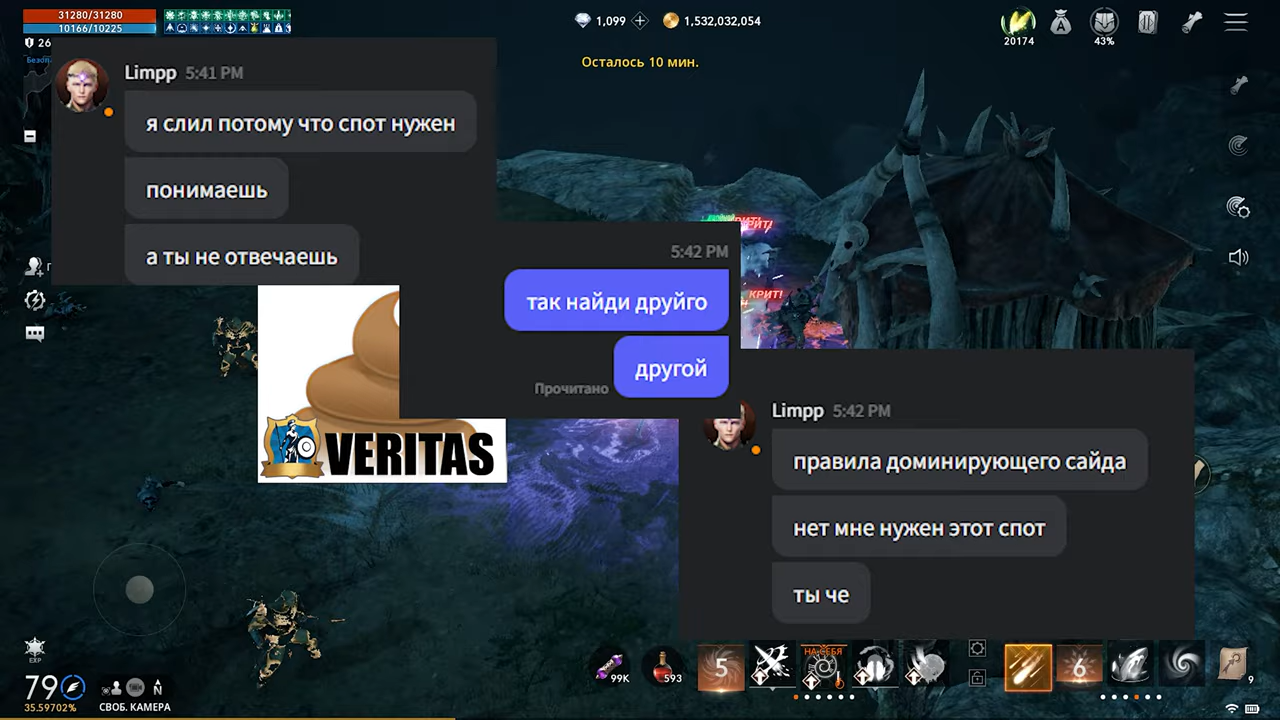 31280/31280
10166/10225
26
1,099
1,532,032,054
20174
43%
Осталось 10 мин.
Limpp 5:41 PM
я слил потому что спот нужен
понимаешь
а ты не отвечаешь
5:42 PM
так найди друйго
другой
Прочитано
КРИТ!
VERITAS
Limpp 5:42 PM
правила доминирующего сайда
нет мне нужен этот спот
ты че
EXP
79
35.59702%
N
СВОБ. КАМЕРА
99K
593
5
НА СЕБЯ
6
9